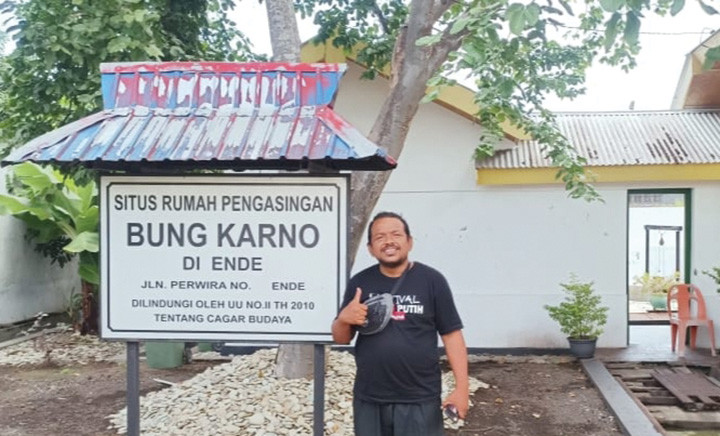 SITUS RUMAH PENGASINGAN
BUNG KARNO
DI ENDE
JLN. PERWIRA NO. ENDE
DILINDUNGI OLEH UU NO.II TH 2010
TENTANG CAGAR BUDAYA
PUTIH